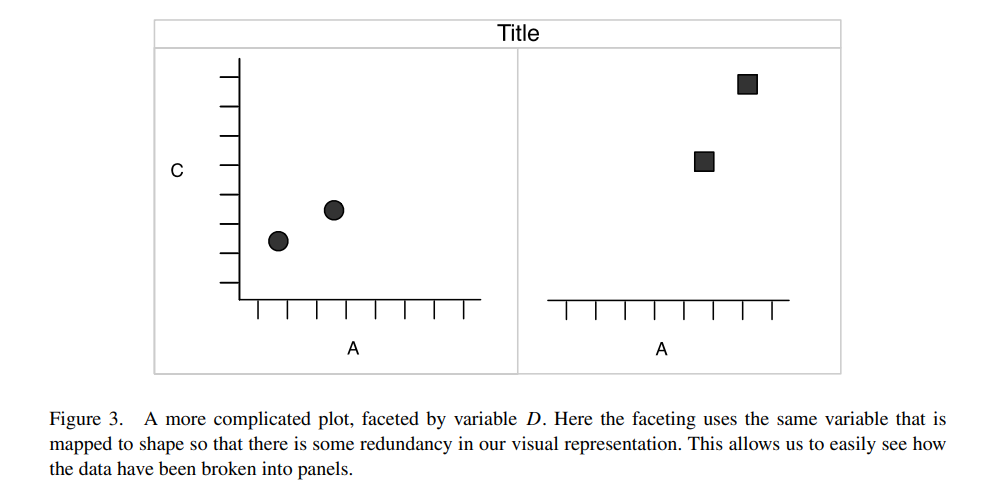 Title
C
A
A
Figure 3. A more complicated plot, faceted by variable D. Here the faceting uses the same variable that is
mapped to shape so that there is some redundancy in our visual representation. This allows us to easily see how
the data have been broken into panels.